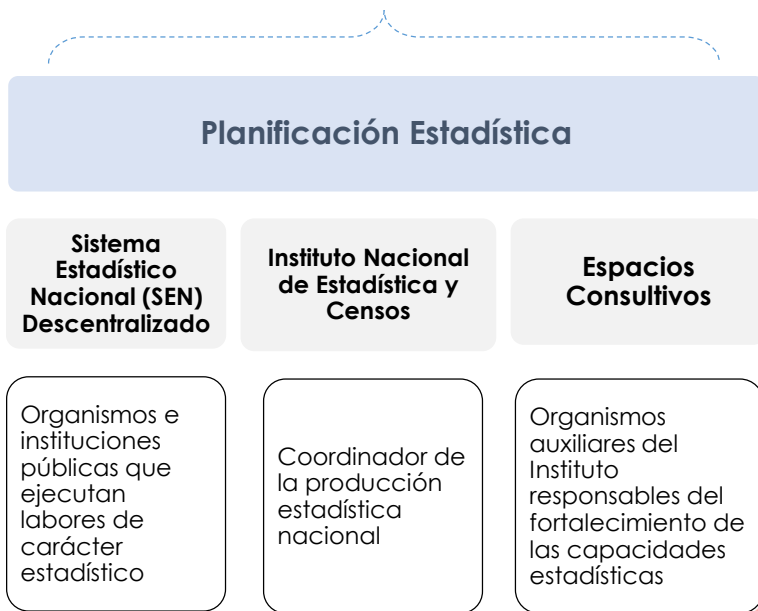 Planificación Estadística
Sistema
Estadístico
Nacional (SEN)
Descentralizado
Instituto Nacional
de Estadística y
Censos
Espacios
Consultivos
Organismos e
instituciones
públicas que
ejecutan
labores de
carácter
estadístico
Coordinador de
la producción
estadística
nacional
Organismos
auxiliares del
Instituto
responsables del
fortalecimiento de
las capacidades
estadísticas